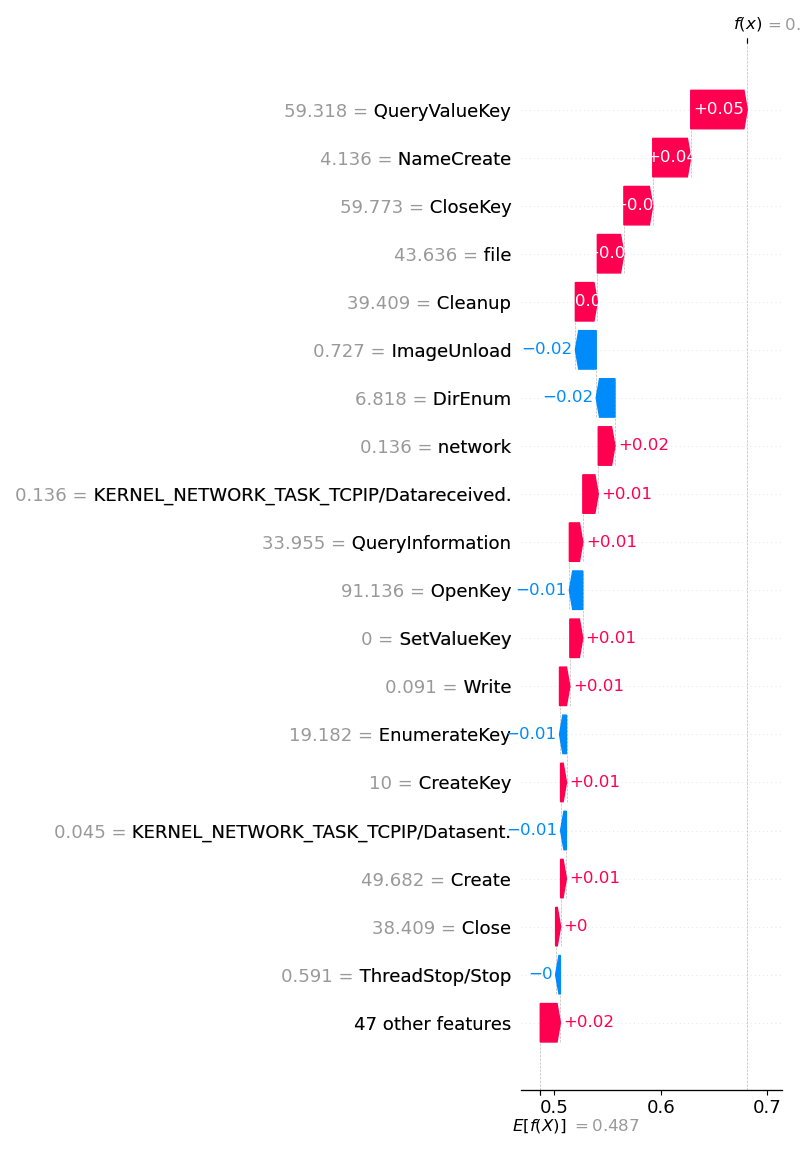 f(x) = 0.
59.318 = QueryValueKey +0.05
4.136 = NameCreate +0.04
59.773 = CloseKey
43.636 = file
39.409 = Cleanup
0.727 = ImageUnload −0.02
6.818 = DirEnum −0.02
0.136 = network +0.02
0.136 = KERNEL_NETWORK_TASK_TCPIP/Datareceived. +0.01
33.955 = QueryInformation +0.01
91.136 = OpenKey −0.01
0 = SetValueKey +0.01
0.091 = Write +0.01
19.182 = EnumerateKey −0.01
10 = CreateKey +0.01
0.045 = KERNEL_NETWORK_TASK_TCPIP/Datasent. −0.01
49.682 = Create +0.01
38.409 = Close +0
0.591 = ThreadStop/Stop −0
47 other features +0.02
0.5 0.6 0.7
E[f(X)] = 0.487